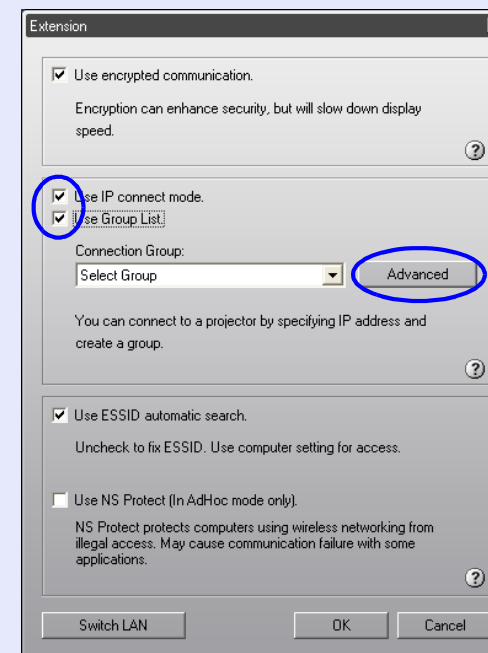 Extension
Use encrypted communication.
Encryption can enhance security, but will slow down display
speed.
?
Use IP connect mode.
Use Group List.
Connection Group:
Select Group
Advanced
You can connect to a projector by specifying IP address and
create a group.
?
Use ESSID automatic search.
Uncheck to fix ESSID. Use computer setting for access.
Use NS Protect (In AdHoc mode only).
NS Protect protects computers using wireless networking from
illegal access. May cause communication failure with some
applications.
?
Switch LAN
OK
Cancel